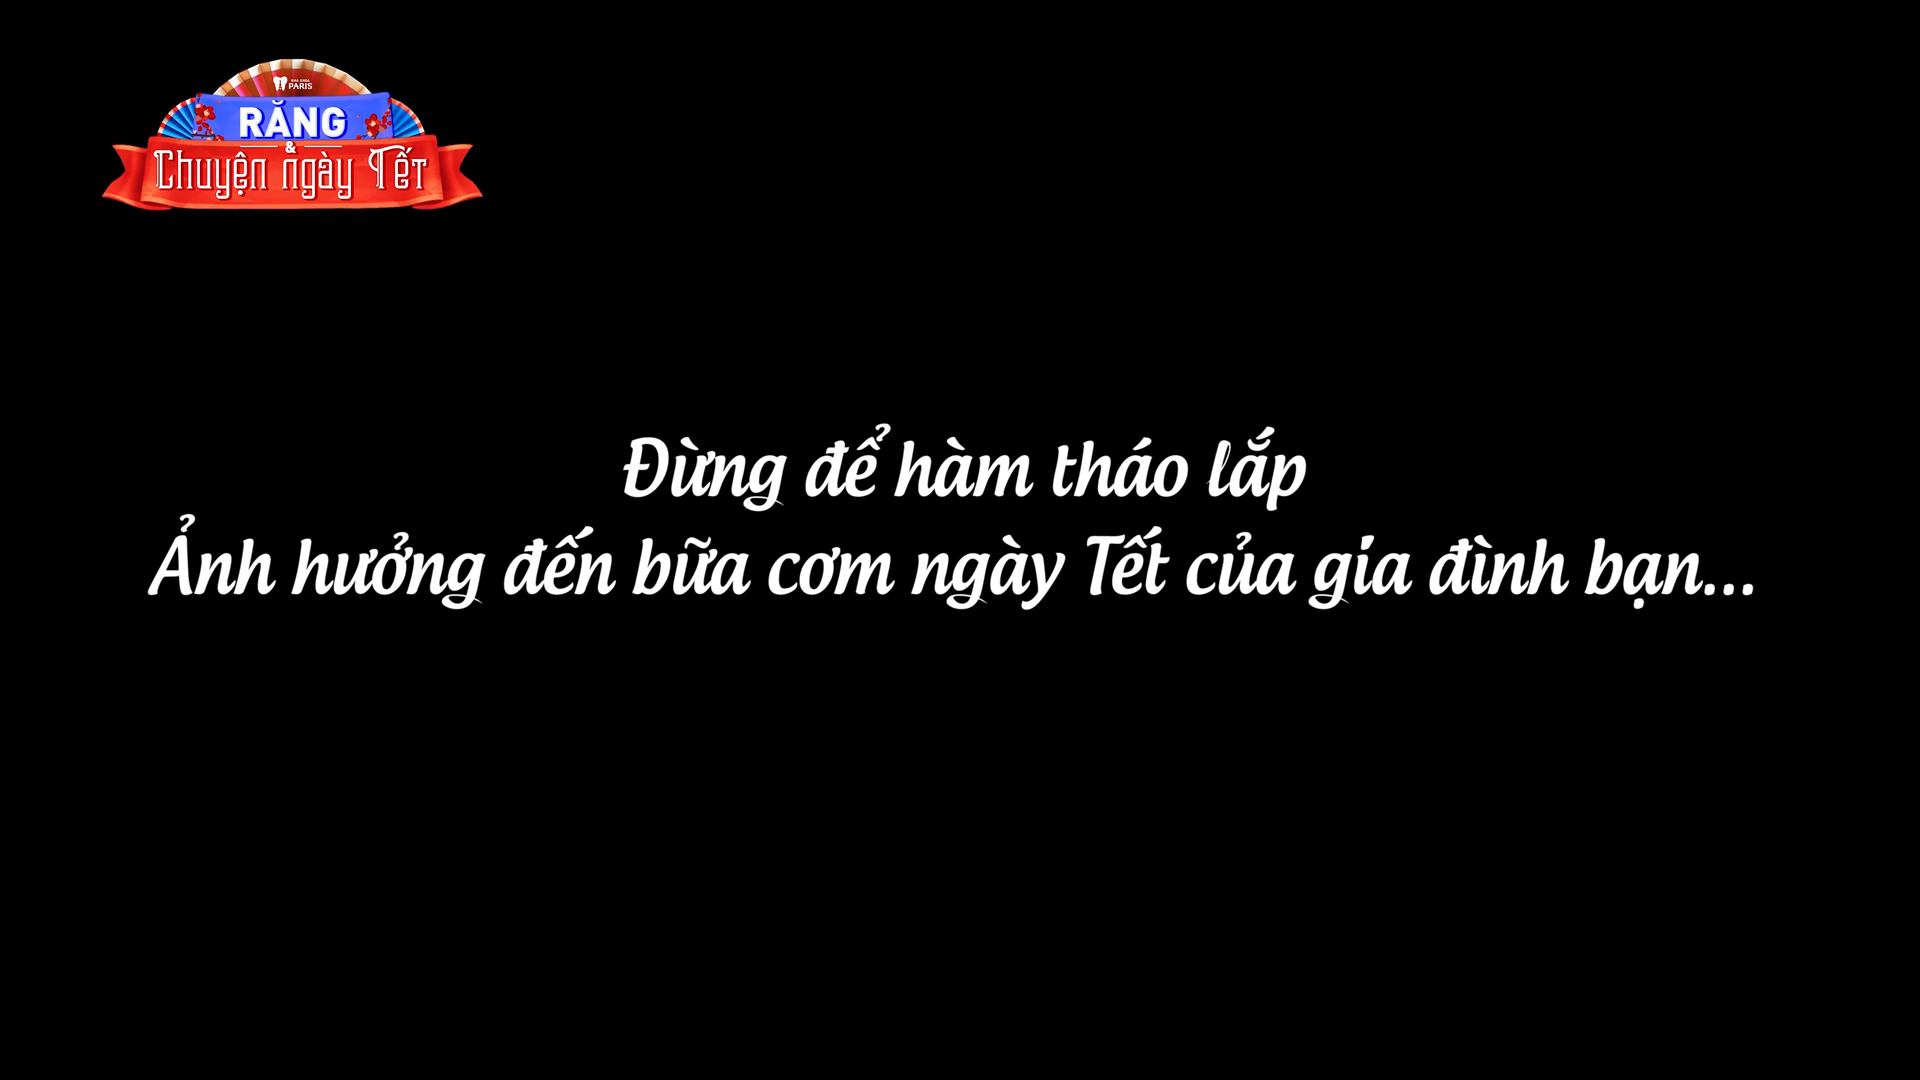 NHA KHOA
PARIS
RĂNG
&
Chuyện ngày Tết
Đừng để hàm tháo lắp
Ảnh hưởng đến bữa cơm ngày Tết của gia đình bạn...